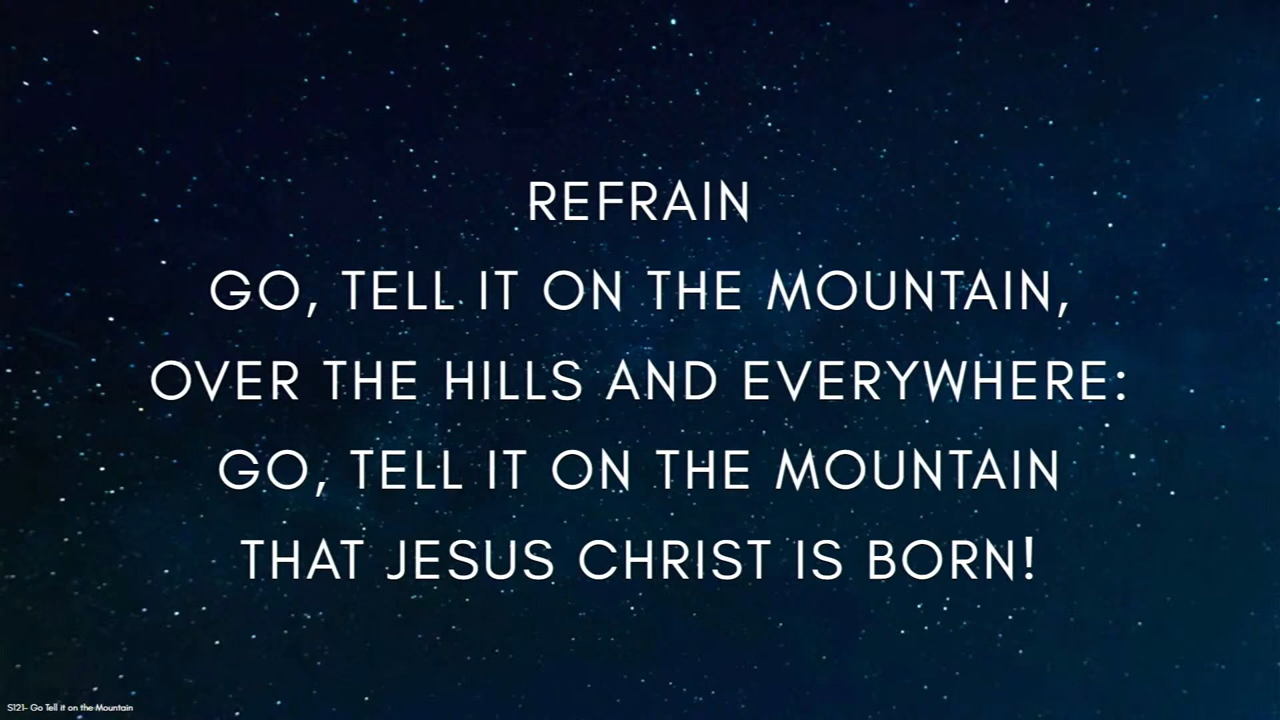 REFRAIN
GO, TELL IT ON THE MOUNTAIN,
OVER THE HILLS AND EVERYWHERE:
GO, TELL IT ON THE MOUNTAIN
THAT JESUS CHRIST IS BORN!
S121- Go Tell it on the Mountain